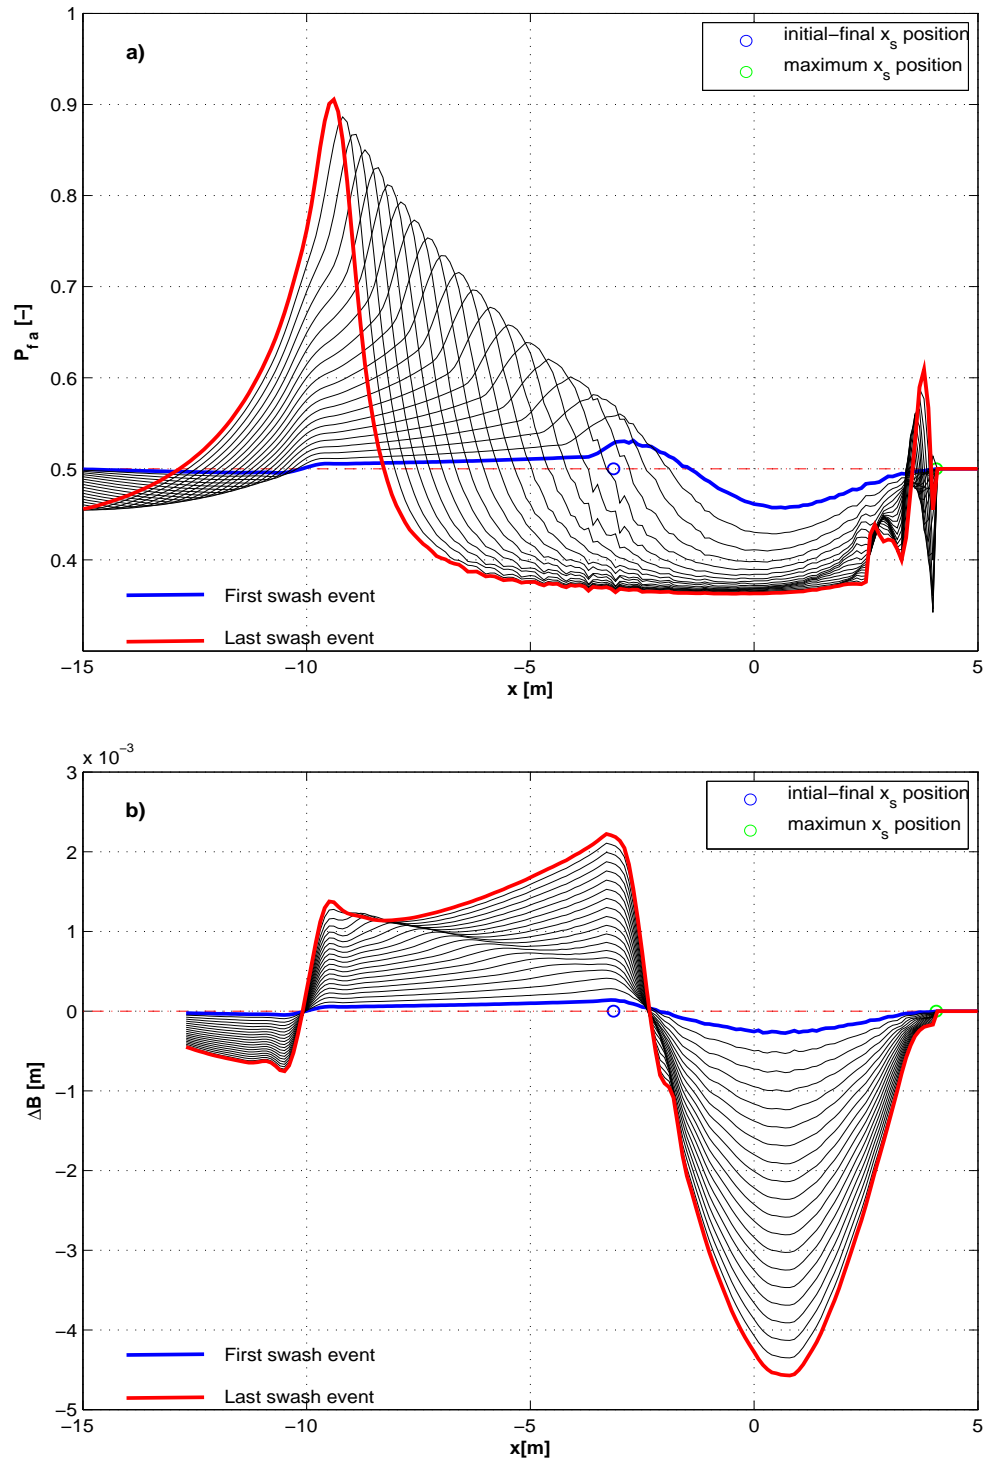 a)
initial−final x_s position
maximum x_s position
1
0.9
0.8
0.7
0.6
0.5
0.4
P_{f a} [−]
First swash event
Last swash event
−15
−10
−5
0
5
x [m]
x 10^{−3}
b)
intial−final x_s position
maximun x_s position
3
2
1
0
−1
−2
−3
−4
−5
ΔB [m]
First swash event
Last swash event
−15
−10
−5
0
5
x[m]